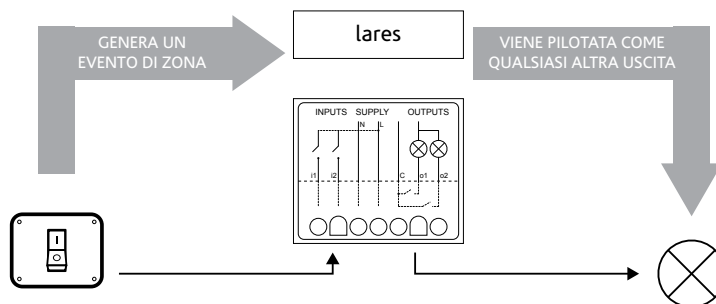 GENERA UN
EVENTO DI ZONA
lares
VIENE PILOTATA COME
QUALSIASI ALTRA USCITA
INPUTS SUPPLY OUTPUTS
N L
i1 i2 C o1 o2